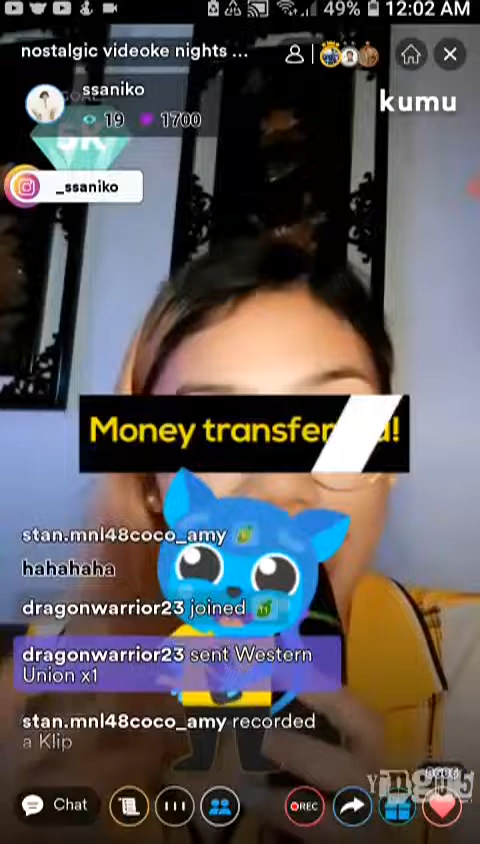 49% 12:02 AM
nostalgic videoke nights ...
ssaniko
19 1700
kumu
5K
_ssaniko
Money transfer
stan.mnl48coco_amy
hahahaha
dragonwarrior23 joined
dragonwarrior23 sent Western
Union x1
stan.mnl48coco_amy recorded
a Klip
Chat
REC